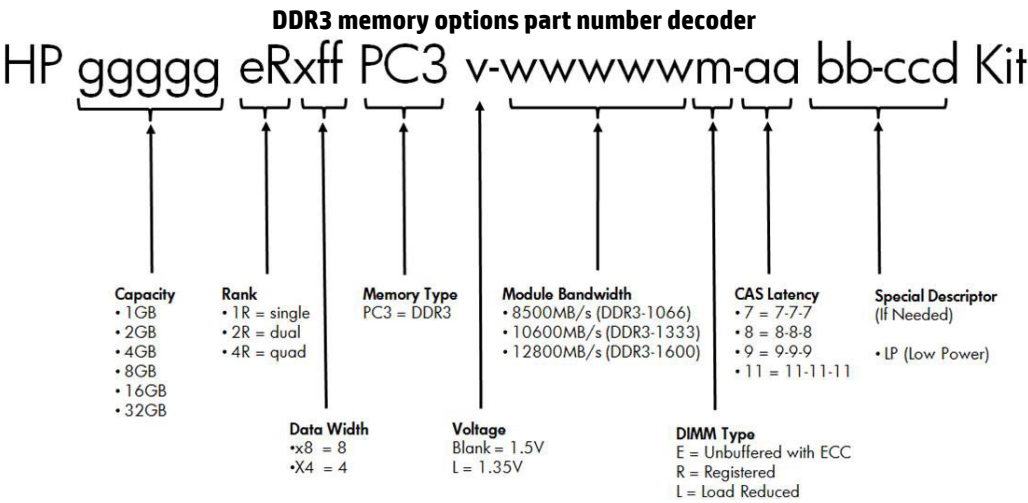 DDR3 memory options part number decoder
HP ggggg eRxff PC3 v-wwwwwm-aa bb-ccd Kit
Capacity
• 1GB
• 2GB
• 4GB
• 8GB
• 16GB
• 32GB
Rank
• 1R = single
• 2R = dual
• 4R = quad
Memory Type
PC3 = DDR3
Module Bandwidth
• 8500MB/s (DDR3-1066)
• 10600MB/s (DDR3-1333)
• 12800MB/s (DDR3-1600)
CAS Latency
• 7 = 7-7-7
• 8 = 8-8-8
• 9 = 9-9-9
• 11 = 11-11-11
Special Descriptor
(If Needed)
• LP (Low Power)
Data Width
•x8 = 8
•X4 = 4
Voltage
Blank = 1.5V
L = 1.35V
DIMM Type
E = Unbuffered with ECC
R = Registered
L = Load Reduced